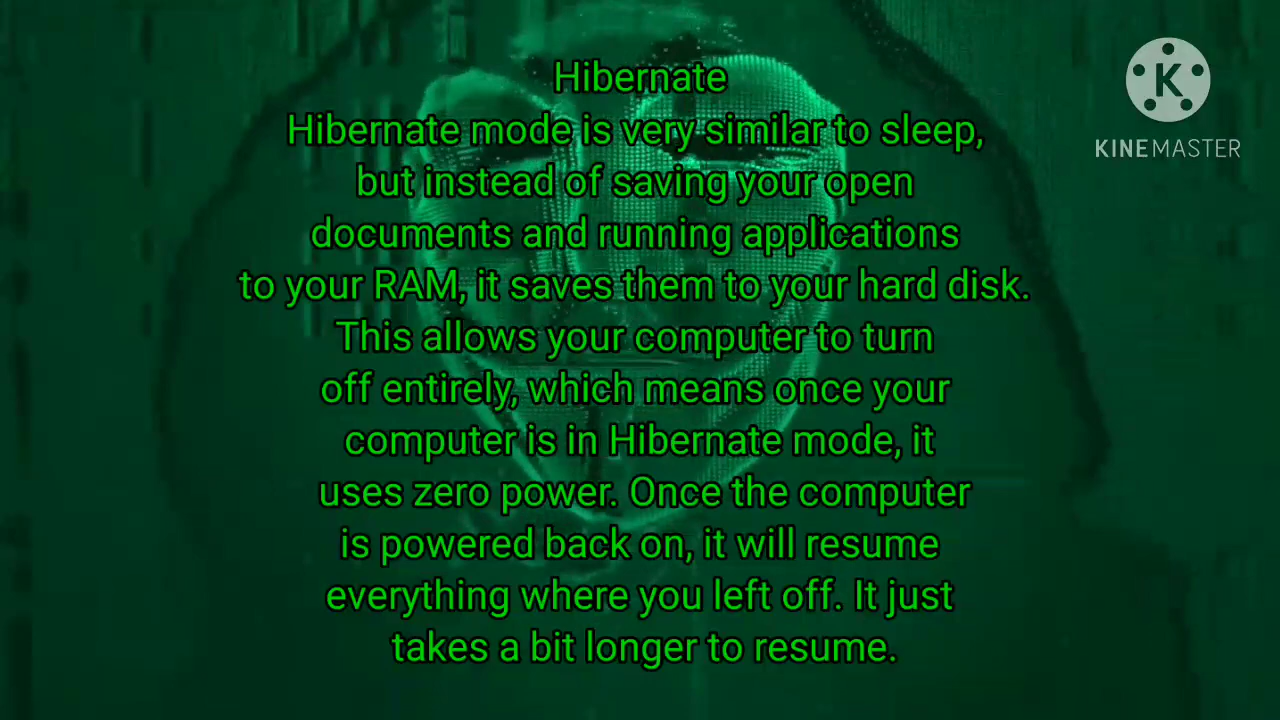 Hibernate
Hibernate mode is very similar to sleep,
but instead of saving your open
documents and running applications
to your RAM, it saves them to your hard disk.
This allows your computer to turn
off entirely, which means once your
computer is in Hibernate mode, it
uses zero power. Once the computer
is powered back on, it will resume
everything where you left off. It just
takes a bit longer to resume.
K
KINEMASTER